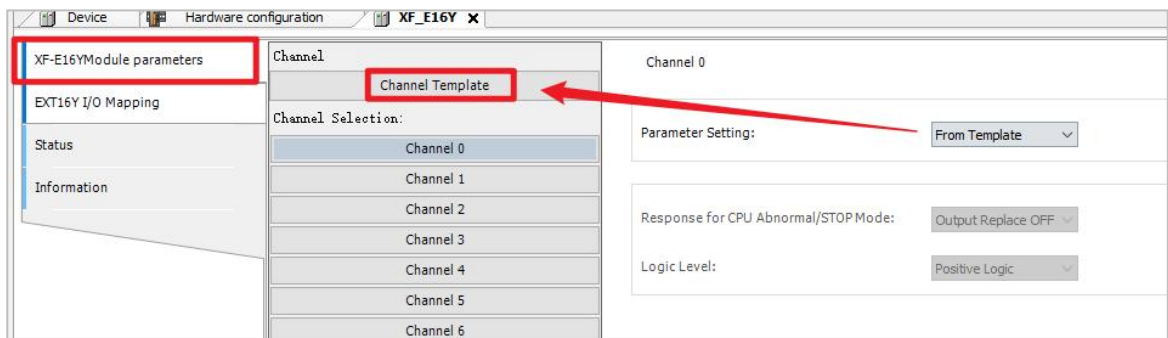 Device
Hardware configuration
XF_E16Y X
XF-E16YModule parameters
EXT16Y I/O Mapping
Status
Information
Channel
Channel Template
Channel Selection:
Channel 0
Channel 1
Channel 2
Channel 3
Channel 4
Channel 5
Channel 6
Channel 0
Parameter Setting:
From Template
Response for CPU Abnormal/STOP Mode:
Output Replace OFF
Logic Level:
Positive Logic